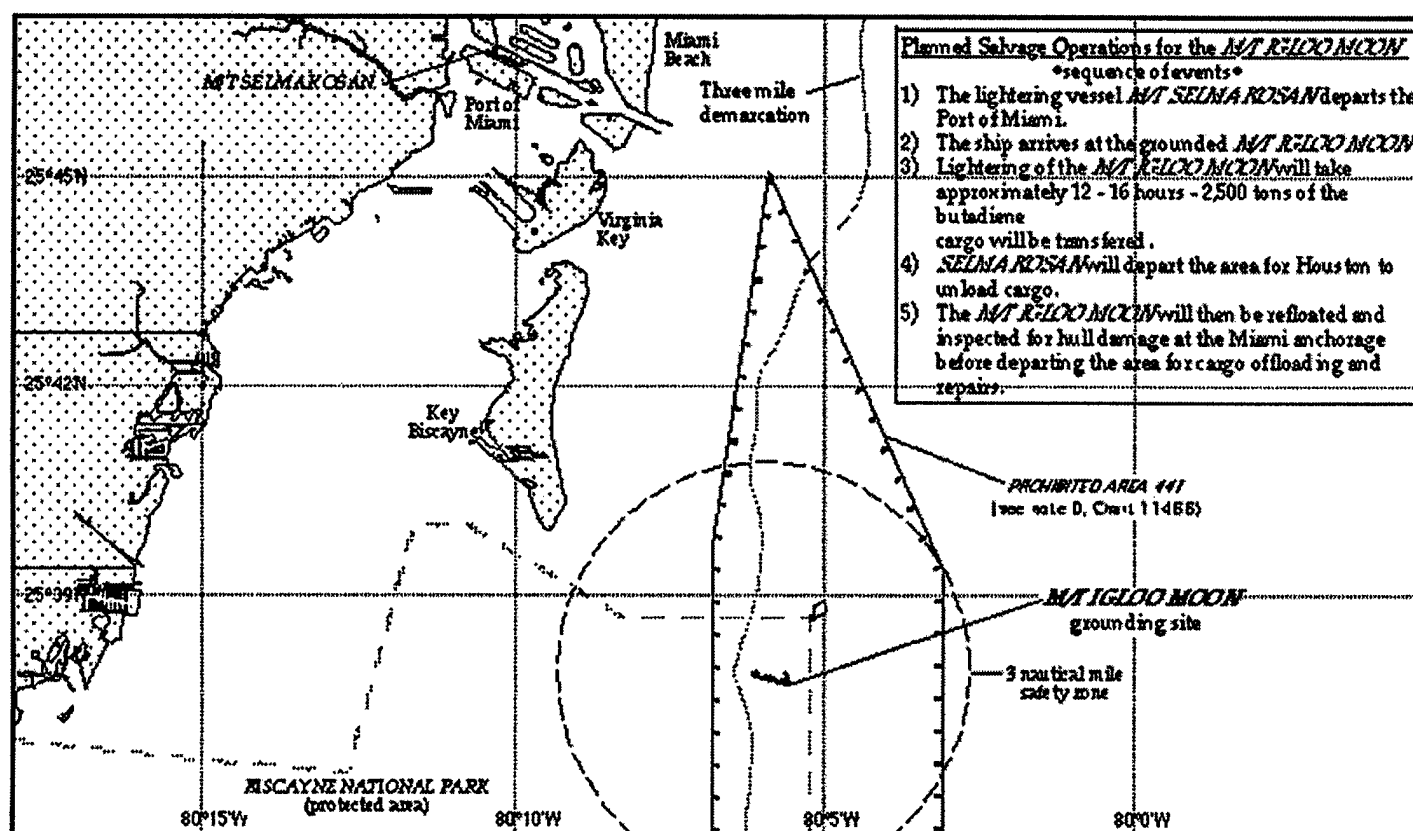 Miami
Beach
M/T SELMA KOSAN
Port of
Miami
Three mile
demarcation
Planned Salvage Operations for the M/T IGLOO MOON
*sequence of events*
1) The lightering vessel M/T SELMA KOSAN departs the
Port of Miami.
2) The ship arrives at the grounded M/T IGLOO MOON
3) Lightering of the M/T IGLOO MOON will take
approximately 12 - 16 hours - 2,500 tons of the
butadiene
cargo will be transfered.
4) SELMA KOSAN will depart the area for Houston to
unload cargo.
5) The M/T IGLOO MOON will then be refloated and
inspected for hull damage at the Miami anchorage
before departing the area for cargo ofloading and
repairs.
25°45'N
Virginia
Key
25°42'N
Key
Biscayne
PROHIBITED AREA 441
(see note D, Chart 11466)
25°39'N
M/T IGLOO MOON
grounding site
3 nautical mile
safety zone
BISCAYNE NATIONAL PARK
(protected area)
80°15'W
80°10'W
80°5'W
80°0'W